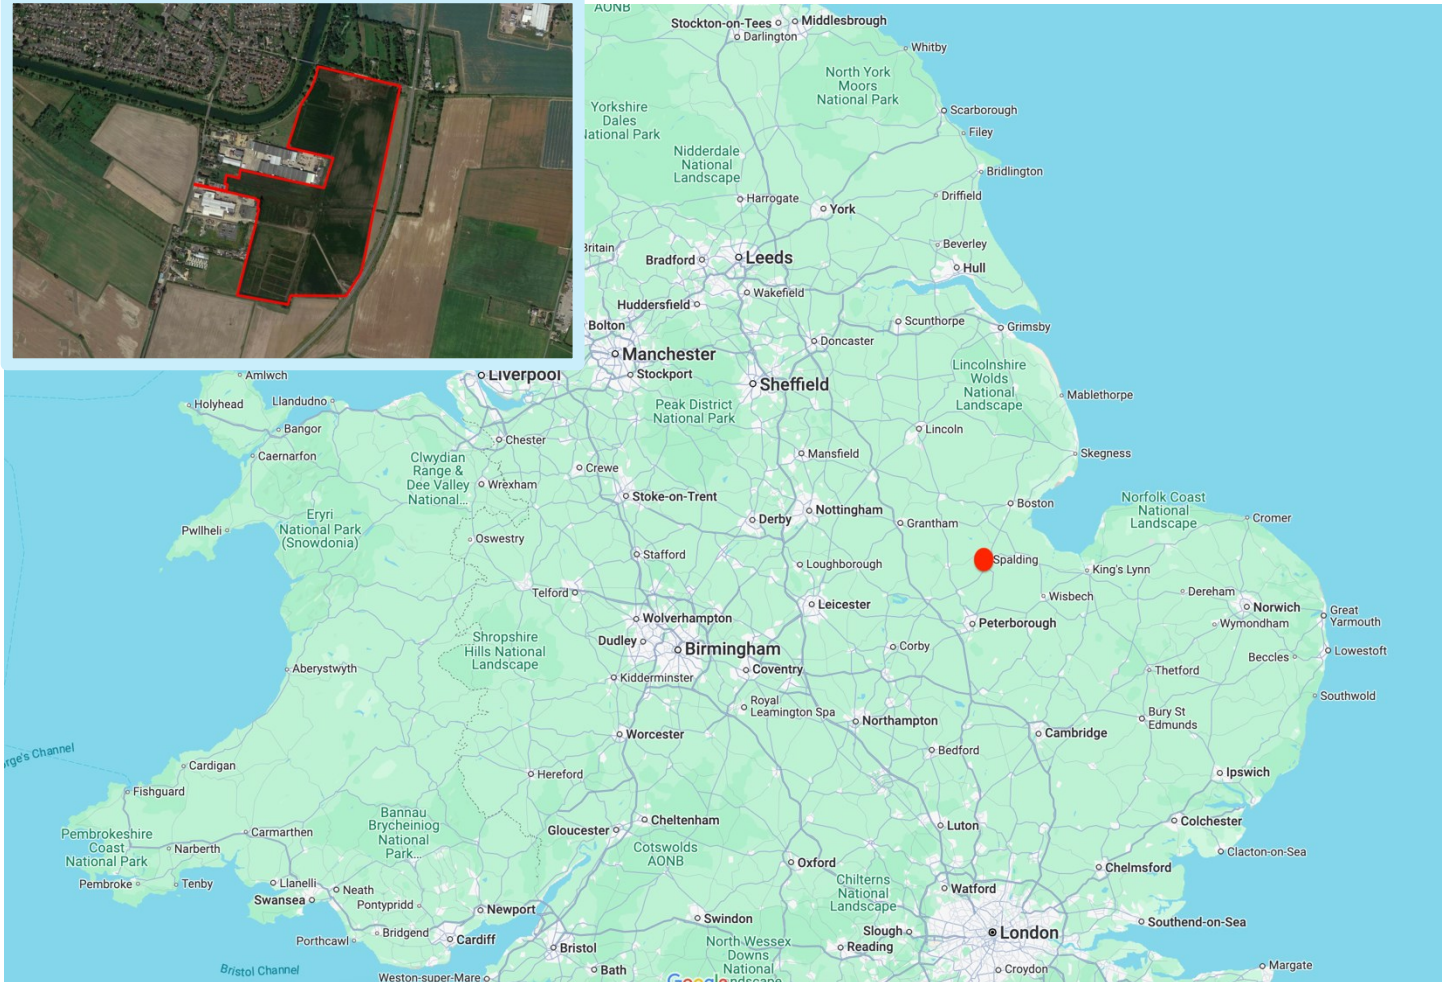 AONB
Stockton-on-Tees
Middlesbrough
Darlington
Whitby
North York
Moors
National Park
Yorkshire
Dales
National Park
Scarborough
Filey
Nidderdale
National
Landscape
Bridlington
Harrogate
York
Driffield
Britain
Beverley
Bradford
Leeds
Hull
Huddersfield
Wakefield
Bolton
Scunthorpe
Grimsby
Doncaster
Manchester
Liverpool
Stockport
Sheffield
Lincolnshire
Wolds
National
Landscape
Amlwch
Holyhead
Llandudno
Peak District
National Park
Mablethorpe
Bangor
Chester
Lincoln
Caernarfon
Clwydian
Range &
Dee Valley
National...
Crewe
Mansfield
Skegness
Wrexham
Stoke-on-Trent
Norfolk Coast
National
Landscape
Boston
Eryri
National Park
(Snowdonia)
Pwllheli
Derby
Nottingham
Grantham
Cromer
Oswestry
Stafford
Loughborough
Spalding
King's Lynn
Telford
Wisbech
Dereham
Norwich
Great
Yarmouth
Leicester
Wolverhampton
Peterborough
Wymondham
Shropshire
Hills National
Landscape
Dudley
Birmingham
Corby
Beccles
Lowestoft
Aberystwyth
Coventry
Thetford
Kidderminster
Southwold
Royal
Leamington Spa
Northampton
Bury St
Edmunds
Worcester
Cambridge
Bedford
orge's Channel
Cardigan
Hereford
Ipswich
Fishguard
Bannau
Brycheiniog
National
Park...
Cheltenham
Gloucester
Luton
Colchester
Pembrokeshire
Coast
National Park
Carmarthen
Narberth
Cotswolds
AONB
Clacton-on-Sea
Oxford
Chelmsford
Pembroke
Tenby
Llanelli
Neath
Chilterns
National
Landscape
Watford
Swansea
Pontypridd
Newport
Swindon
Southend-on-Sea
Slough
London
Porthcawl
Bridgend
Cardiff
Bristol
North Wessex
Downs
National
Landscape
Reading
Bristol Channel
Bath
Croydon
Margate
Weston-super-Mare
Google